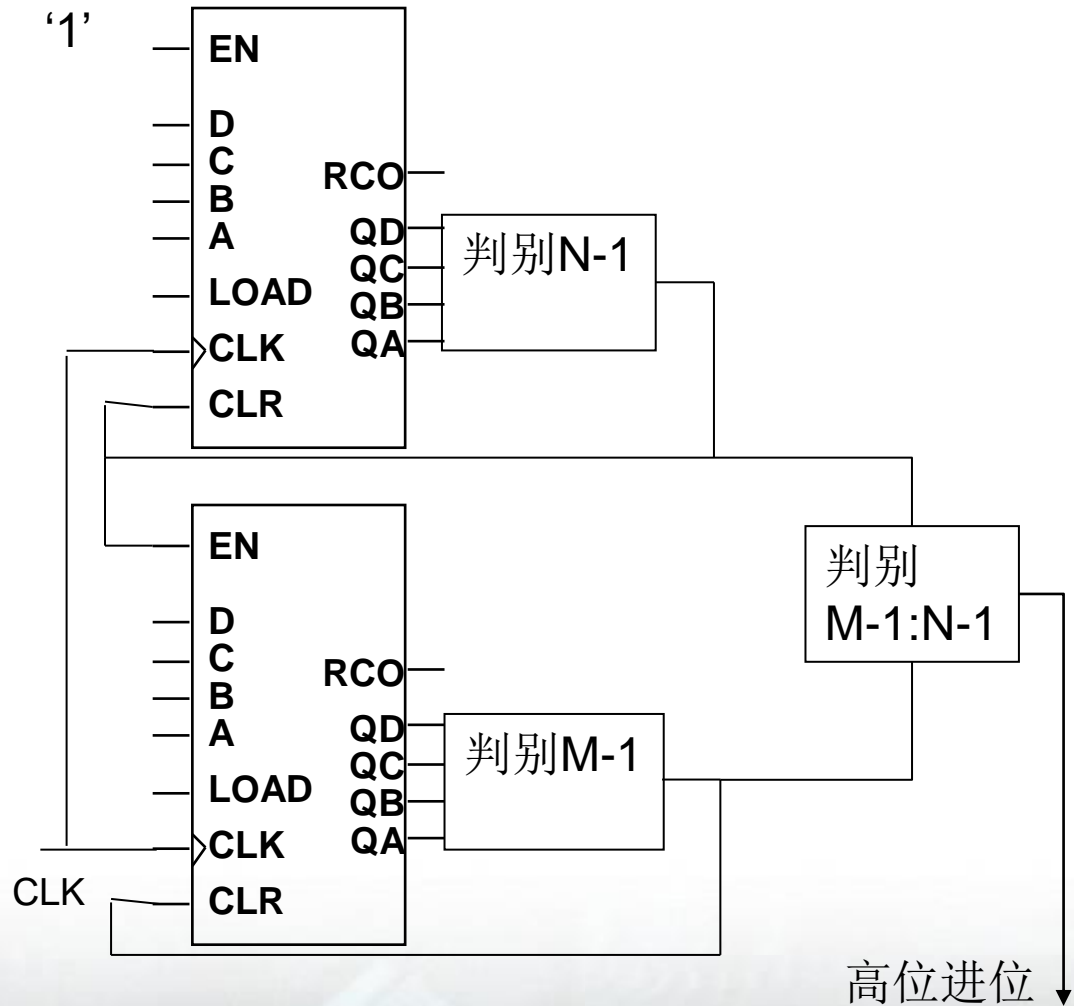 ‘1’
EN
D
C
B
A
LOAD
CLK
CLR
RCO
QD
QC
QB
QA
判别N-1
EN
D
C
B
A
LOAD
CLK
CLR
RCO
QD
QC
QB
QA
判别M-1
判别
M-1:N-1
CLK
高位进位